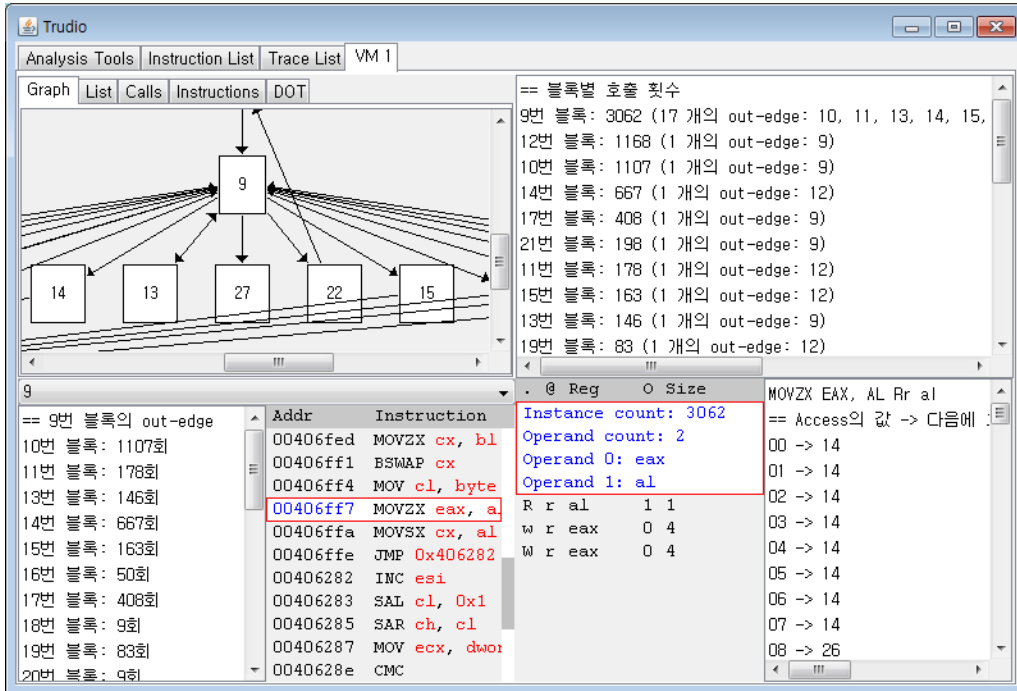 Trudio
Analysis Tools Instruction List Trace List VM 1
Graph List Calls Instructions DOT
9
14 13 27 22 15
== 블록별 호출 횟수
9번 블록: 3062 (17 개의 out-edge: 10, 11, 13, 14, 15,
12번 블록: 1168 (1 개의 out-edge: 9)
10번 블록: 1107 (1 개의 out-edge: 9)
14번 블록: 667 (1 개의 out-edge: 12)
17번 블록: 408 (1 개의 out-edge: 9)
21번 블록: 198 (1 개의 out-edge: 9)
11번 블록: 178 (1 개의 out-edge: 12)
15번 블록: 163 (1 개의 out-edge: 12)
13번 블록: 146 (1 개의 out-edge: 9)
19번 블록: 83 (1 개의 out-edge: 12)
9
== 9번 블록의 out-edge
10번 블록: 1107회
11번 블록: 178회
13번 블록: 146회
14번 블록: 667회
15번 블록: 163회
16번 블록: 50회
17번 블록: 408회
18번 블록: 9회
19번 블록: 83회
20번 블록: 9회
Addr Instruction
00406fed MOVZX cx, bl
00406ff1 BSWAP cx
00406ff4 MOV cl, byte
00406ff7 MOVZX eax, a
00406ffa MOVSX cx, al
00406ffe JMP 0x406282
00406282 INC esi
00406283 SAL cl, 0x1
00406285 SAR ch, cl
00406287 MOV ecx, dwor
0040628e CMC
. @ Reg O Size
Instance count: 3062
Operand count: 2
Operand 0: eax
Operand 1: al
R r al 1 1
W r eax 0 4
W r eax 0 4
MOVZX EAX, AL Rr al
== Access의 값 -> 다음에
00 -> 14
01 -> 14
02 -> 14
03 -> 14
04 -> 14
05 -> 14
06 -> 14
07 -> 14
08 -> 26